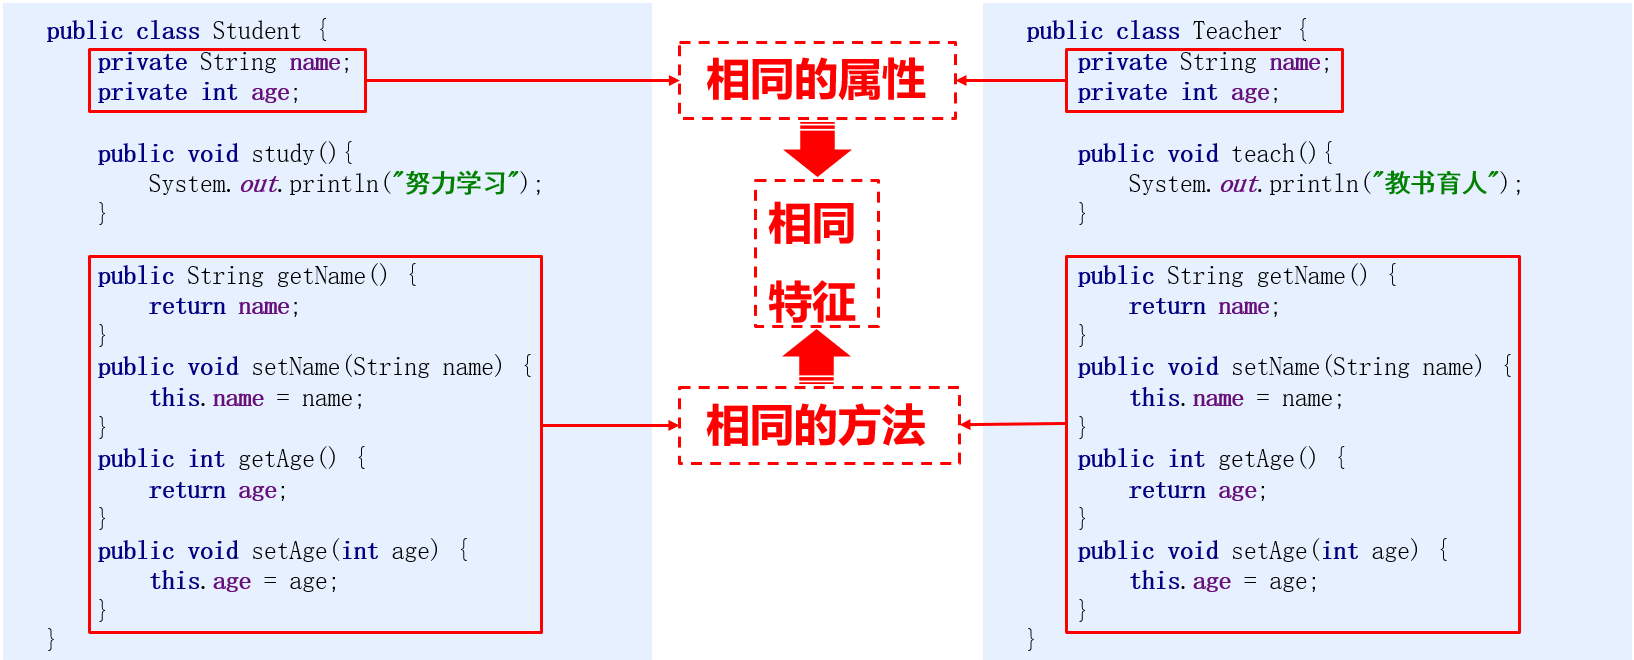 public class Student {
private String name;
private int age;
public void study(){
System.out.println("努力学习");
}
public String getName() {
return name;
}
public void setName(String name) {
this.name = name;
}
public int getAge() {
return age;
}
public void setAge(int age) {
this.age = age;
}
}
相同的属性
相同
特征
相同的方法
public class Teacher {
private String name;
private int age;
public void teach(){
System.out.println("教书育人");
}
public String getName() {
return name;
}
public void setName(String name) {
this.name = name;
}
public int getAge() {
return age;
}
public void setAge(int age) {
this.age = age;
}
}